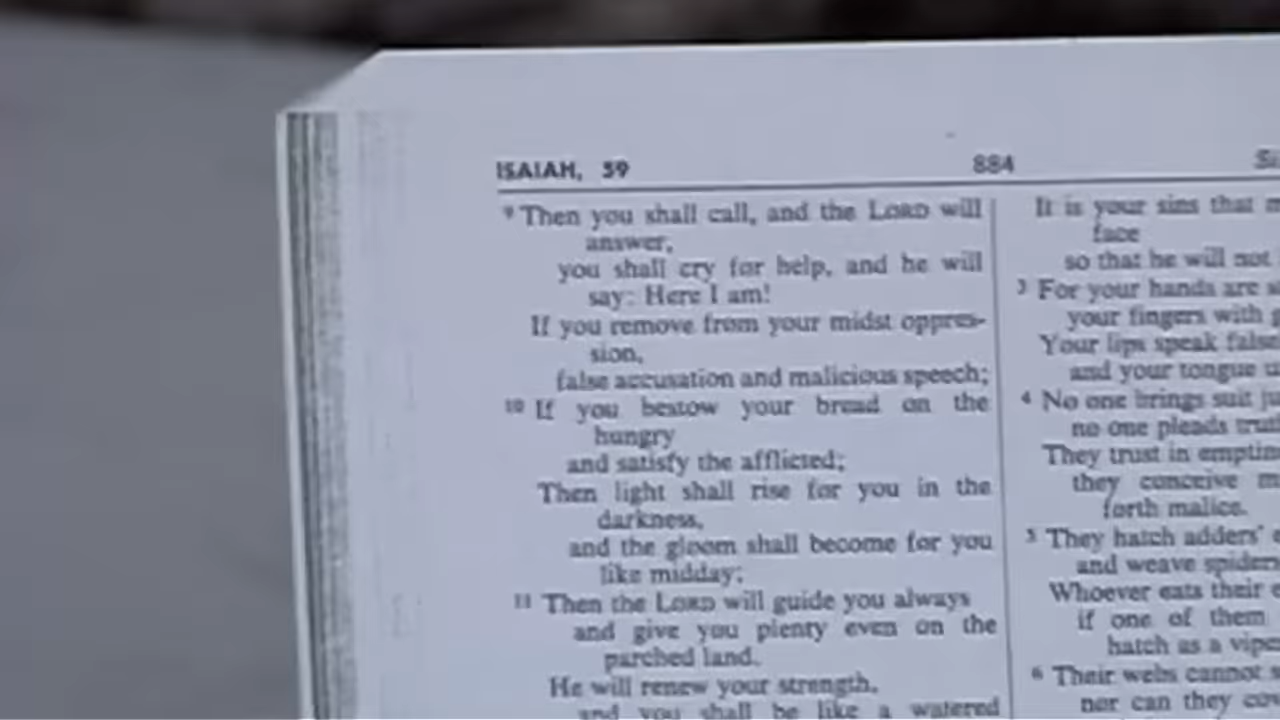 ISAIAH, 59
884
9 Then you shall call, and the LORD will
answer,
you shall cry for help, and he will
say: Here I am!
If you remove from your midst oppres-
sion,
false accusation and malicious speech;
10 If you bestow your bread on the
hungry
and satisfy the afflicted;
Then light shall rise for you in the
darkness,
and the gloom shall become for you
like midday;
11 Then the LORD will guide you always
and give you plenty even on the
parched land.
He will renew your strength,
and you shall be like a watered
It is your sins that
face
so that he will not
3 For your hands are
your fingers with
Your lips speak
and your tongue
4 No one brings suit
no one pleads
They trust in
they conceive
forth malice.
5 They hatch adders'
and weave
Whoever eats their
if one of them
hatch as a
6 Their webs cannot
nor can they